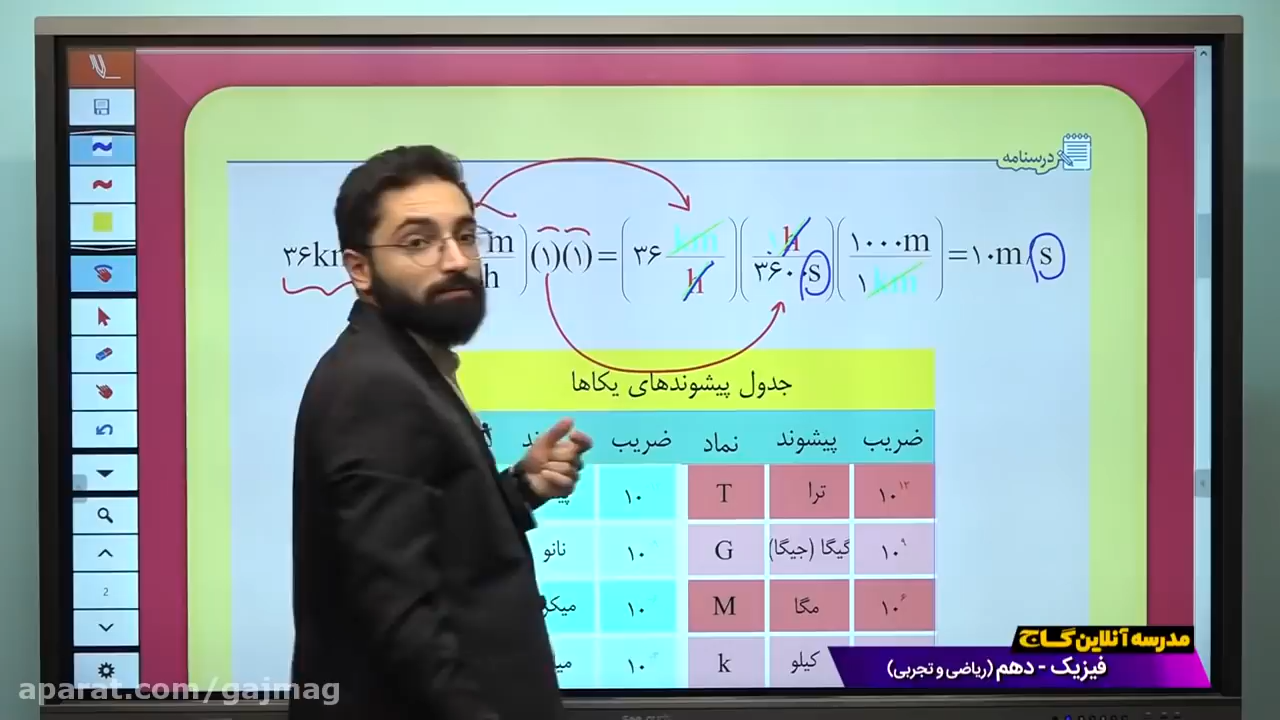 درسنامه
۳۶km
m
h
(۱)(۱) = (۳۶ km/h)(h/۳۶۰۰s)(۱۰۰۰m/۱km) = ۱۰m/s
جدول پیشوندهای یکاها
ضریب پیشوند نماد ضریب
۱۰¹² ترا T ۱۰
۱۰⁹ گیگا (جیگا) G ۱۰ نانو
۱۰⁶ مگا M ۱۰
کیلو k ۱۰
2
مدرسه آنلاین گاج
فیزیک - دهم (ریاضی و تجربی)
aparat.com/gajmag